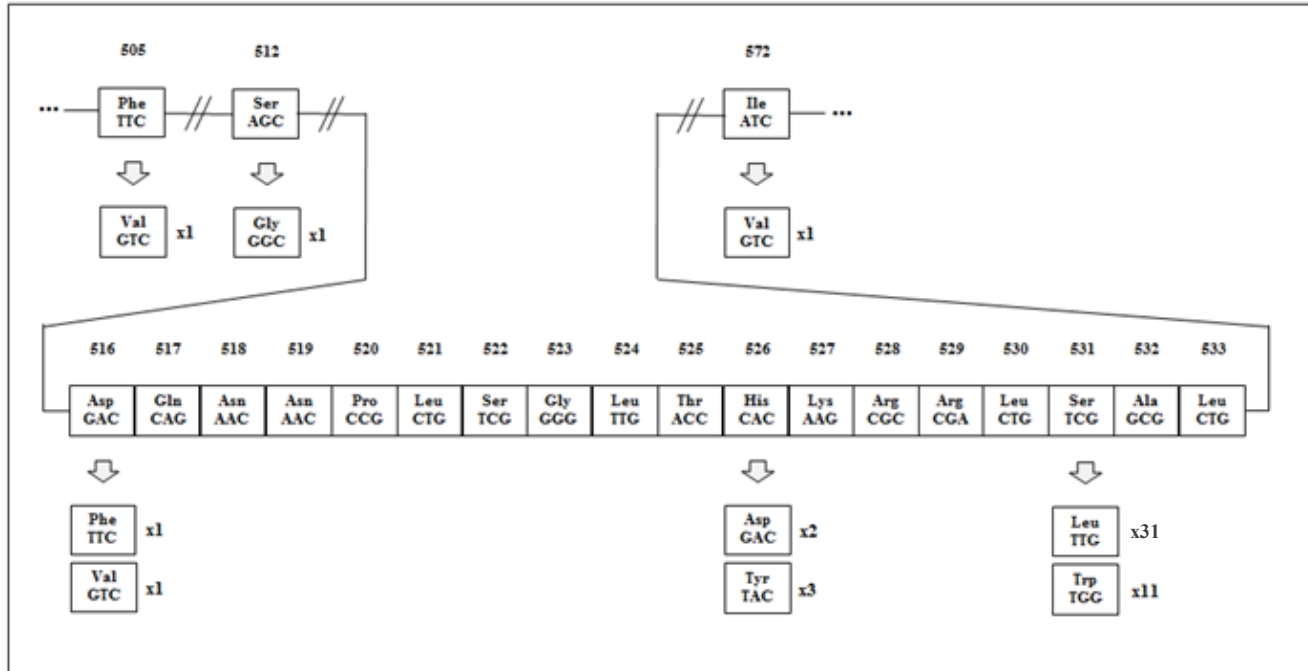 505 512 572
... Phe TTC Ser AGC Ile ATC ...
Val GTC x1 Gly GGC x1 Val GTC x1
516 517 518 519 520 521 522 523 524 525 526 527 528 529 530 531 532 533
Asp Gln Asn Asn Pro Leu Ser Gly Leu Thr His Lys Arg Arg Leu Ser Ala Leu
GAC CAG AAC AAC CCG CTG TCG GGG TTG ACC CAC AAG CGC CGA CTG TCG GCG CTG
Phe TTC x1 Asp GAC x2 Leu TTG x31
Val GTC x1 Tyr TAC x3 Trp TGG x11